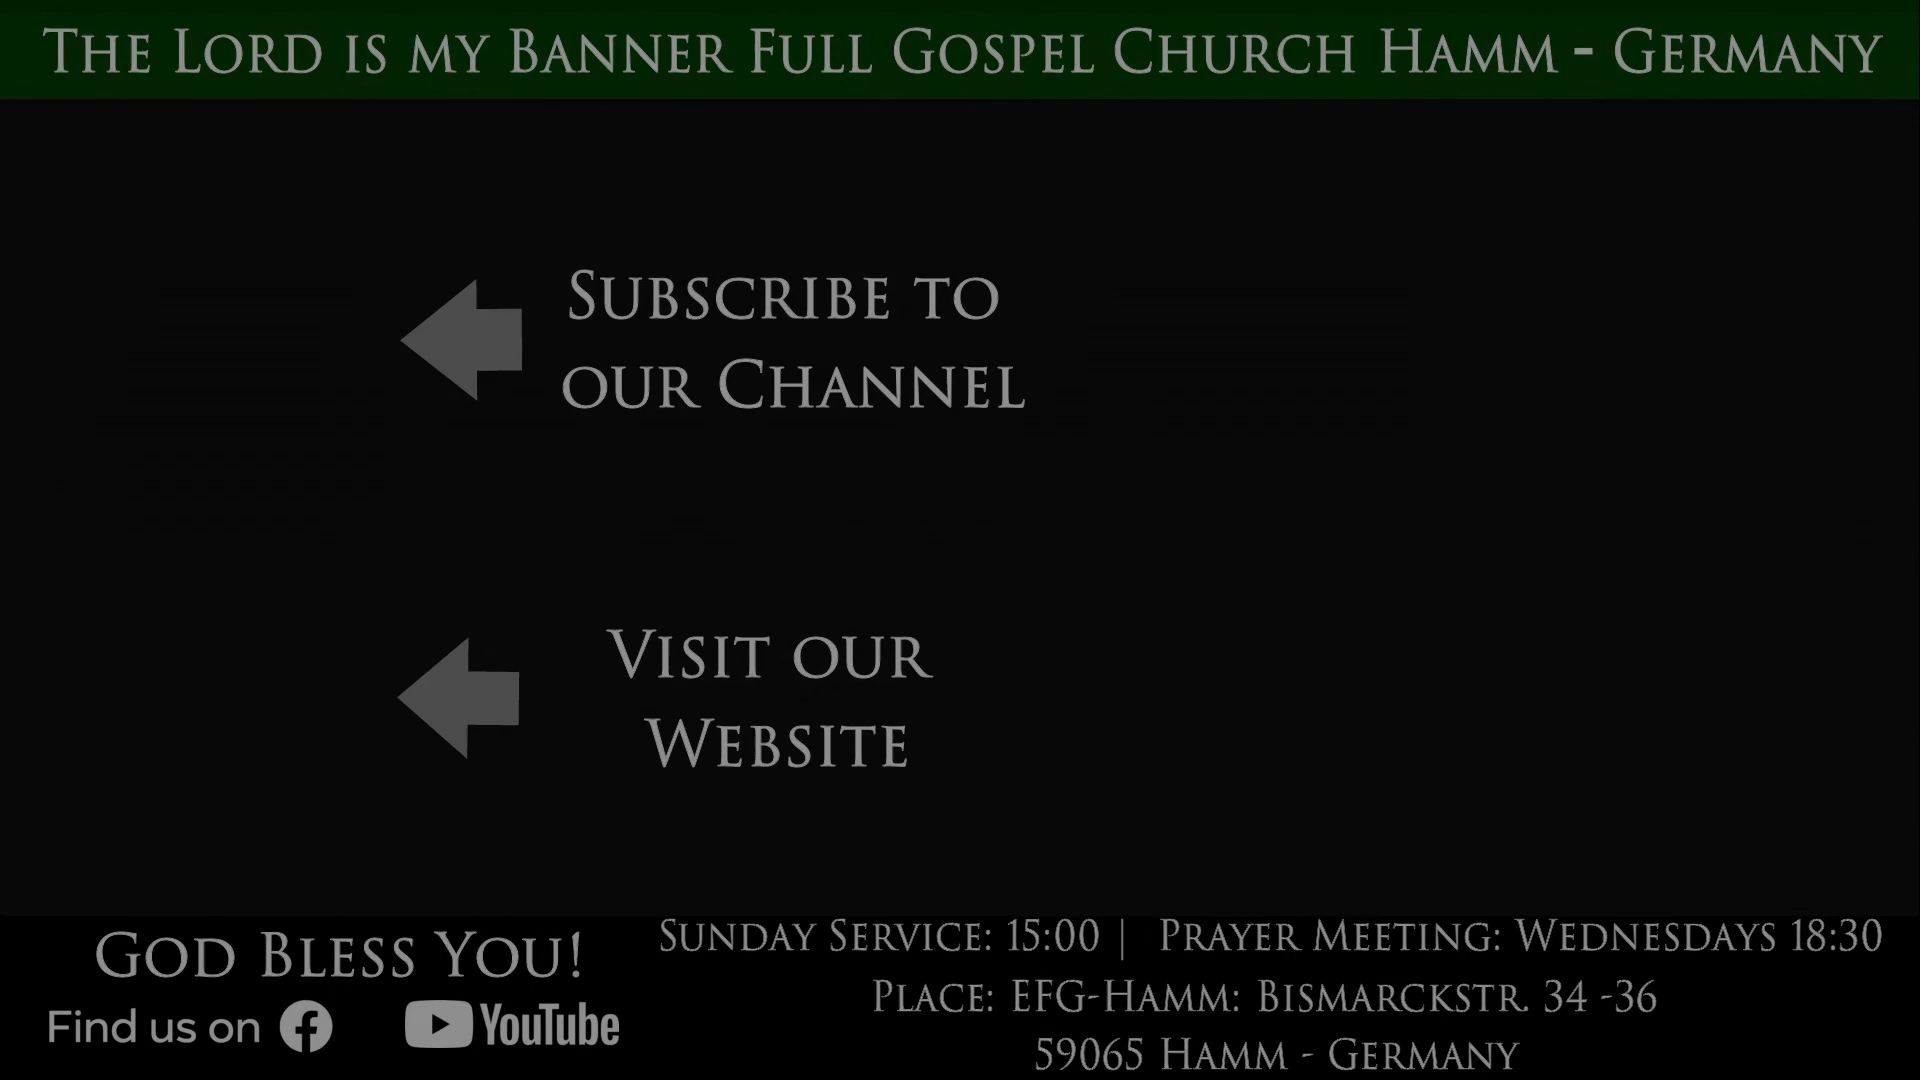 The Lord is my Banner Full Gospel Church Hamm - Germany
Subscribe to
our Channel
Visit our
Website
God Bless You!
Find us on
YouTube
Sunday Service: 15:00 | Prayer Meeting: Wednesdays 18:30
Place: EFG-Hamm: Bismarckstr. 34 -36
59065 Hamm - Germany